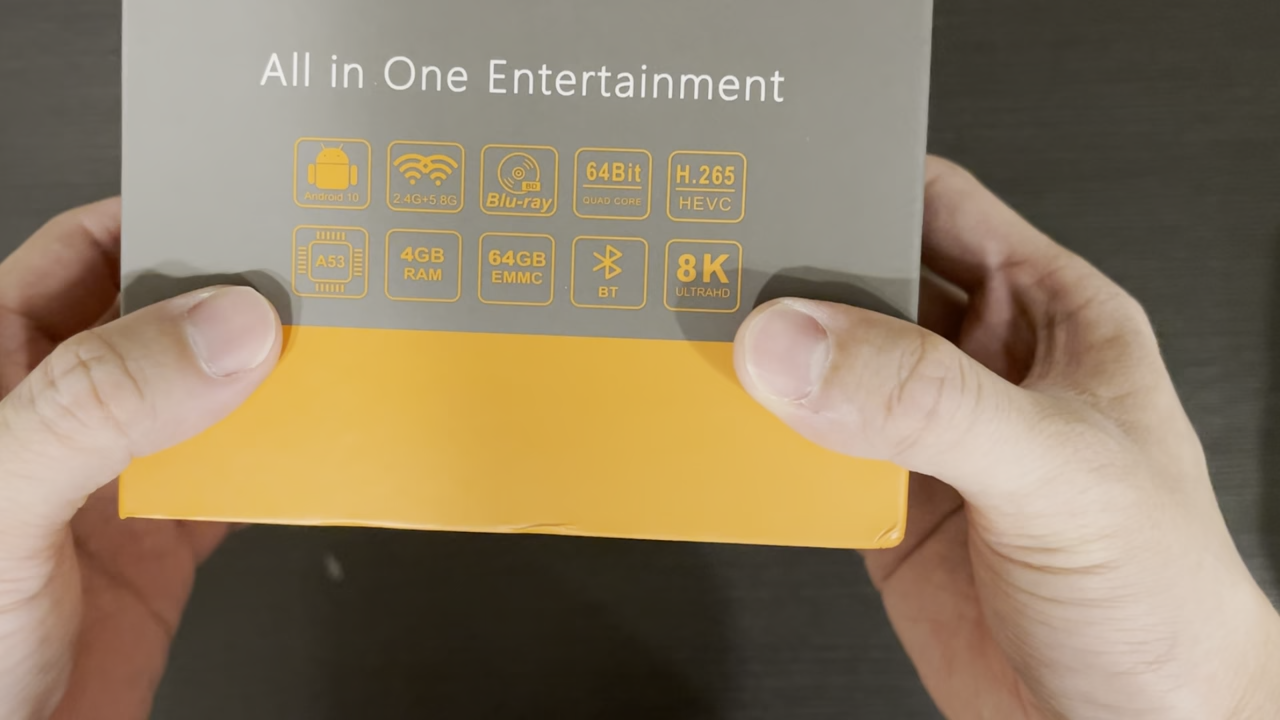 All in One Entertainment
Android 10
2.4G+5.8G
BD
Blu-ray
64Bit
QUAD CORE
H.265
HEVC
A53
4GB
RAM
64GB
EMMC
BT
8K
ULTRAHD